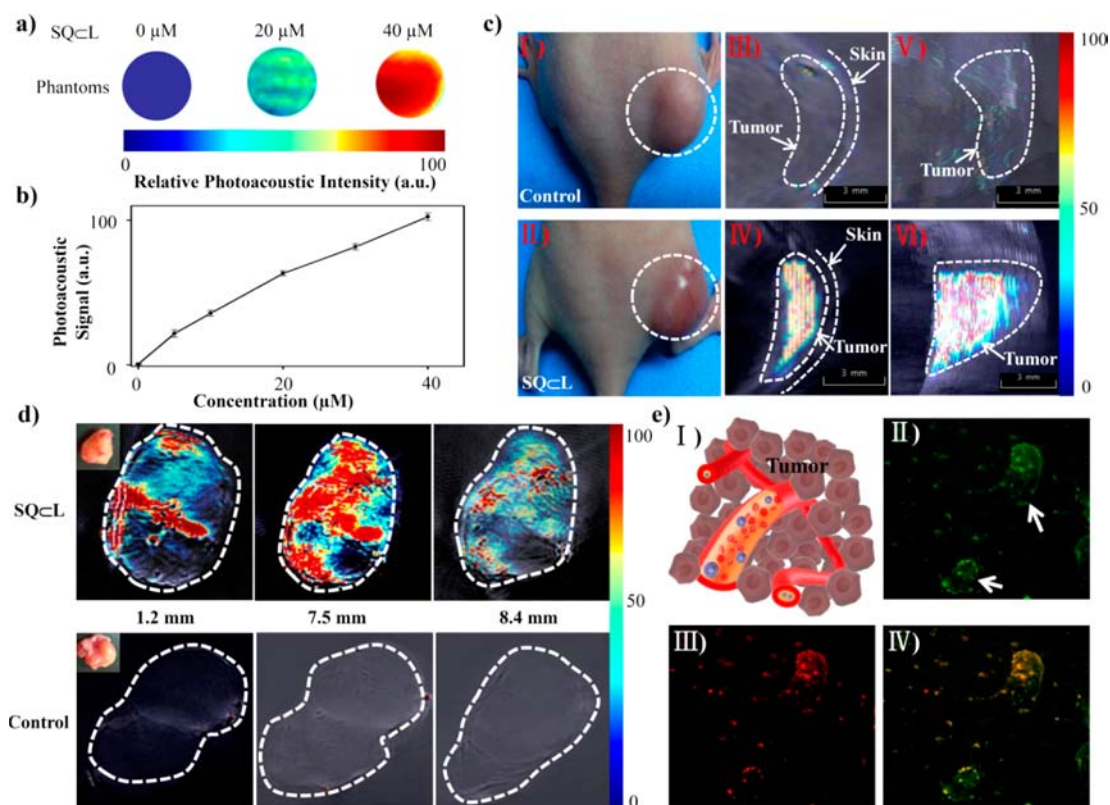 a)
SQ⊂L
0 µM
20 µM
40 µM
Phantoms
0
100
Relative Photoacoustic Intensity (a.u.)
b)
100
0
Photoacoustic
Signal (a.u.)
0
20
40
Concentration (µM)
c)
Ⅰ)
Control
Ⅲ)
Skin
Tumor
3 mm
Ⅴ)
Tumor
3 mm
Ⅱ)
SQ⊂L
Ⅳ)
Skin
Tumor
3 mm
Ⅵ)
Tumor
3 mm
100
50
0
d)
SQ⊂L
1.2 mm
7.5 mm
8.4 mm
Control
100
50
0
e)
Ⅰ)
Tumor
Ⅱ)
Ⅲ)
Ⅳ)